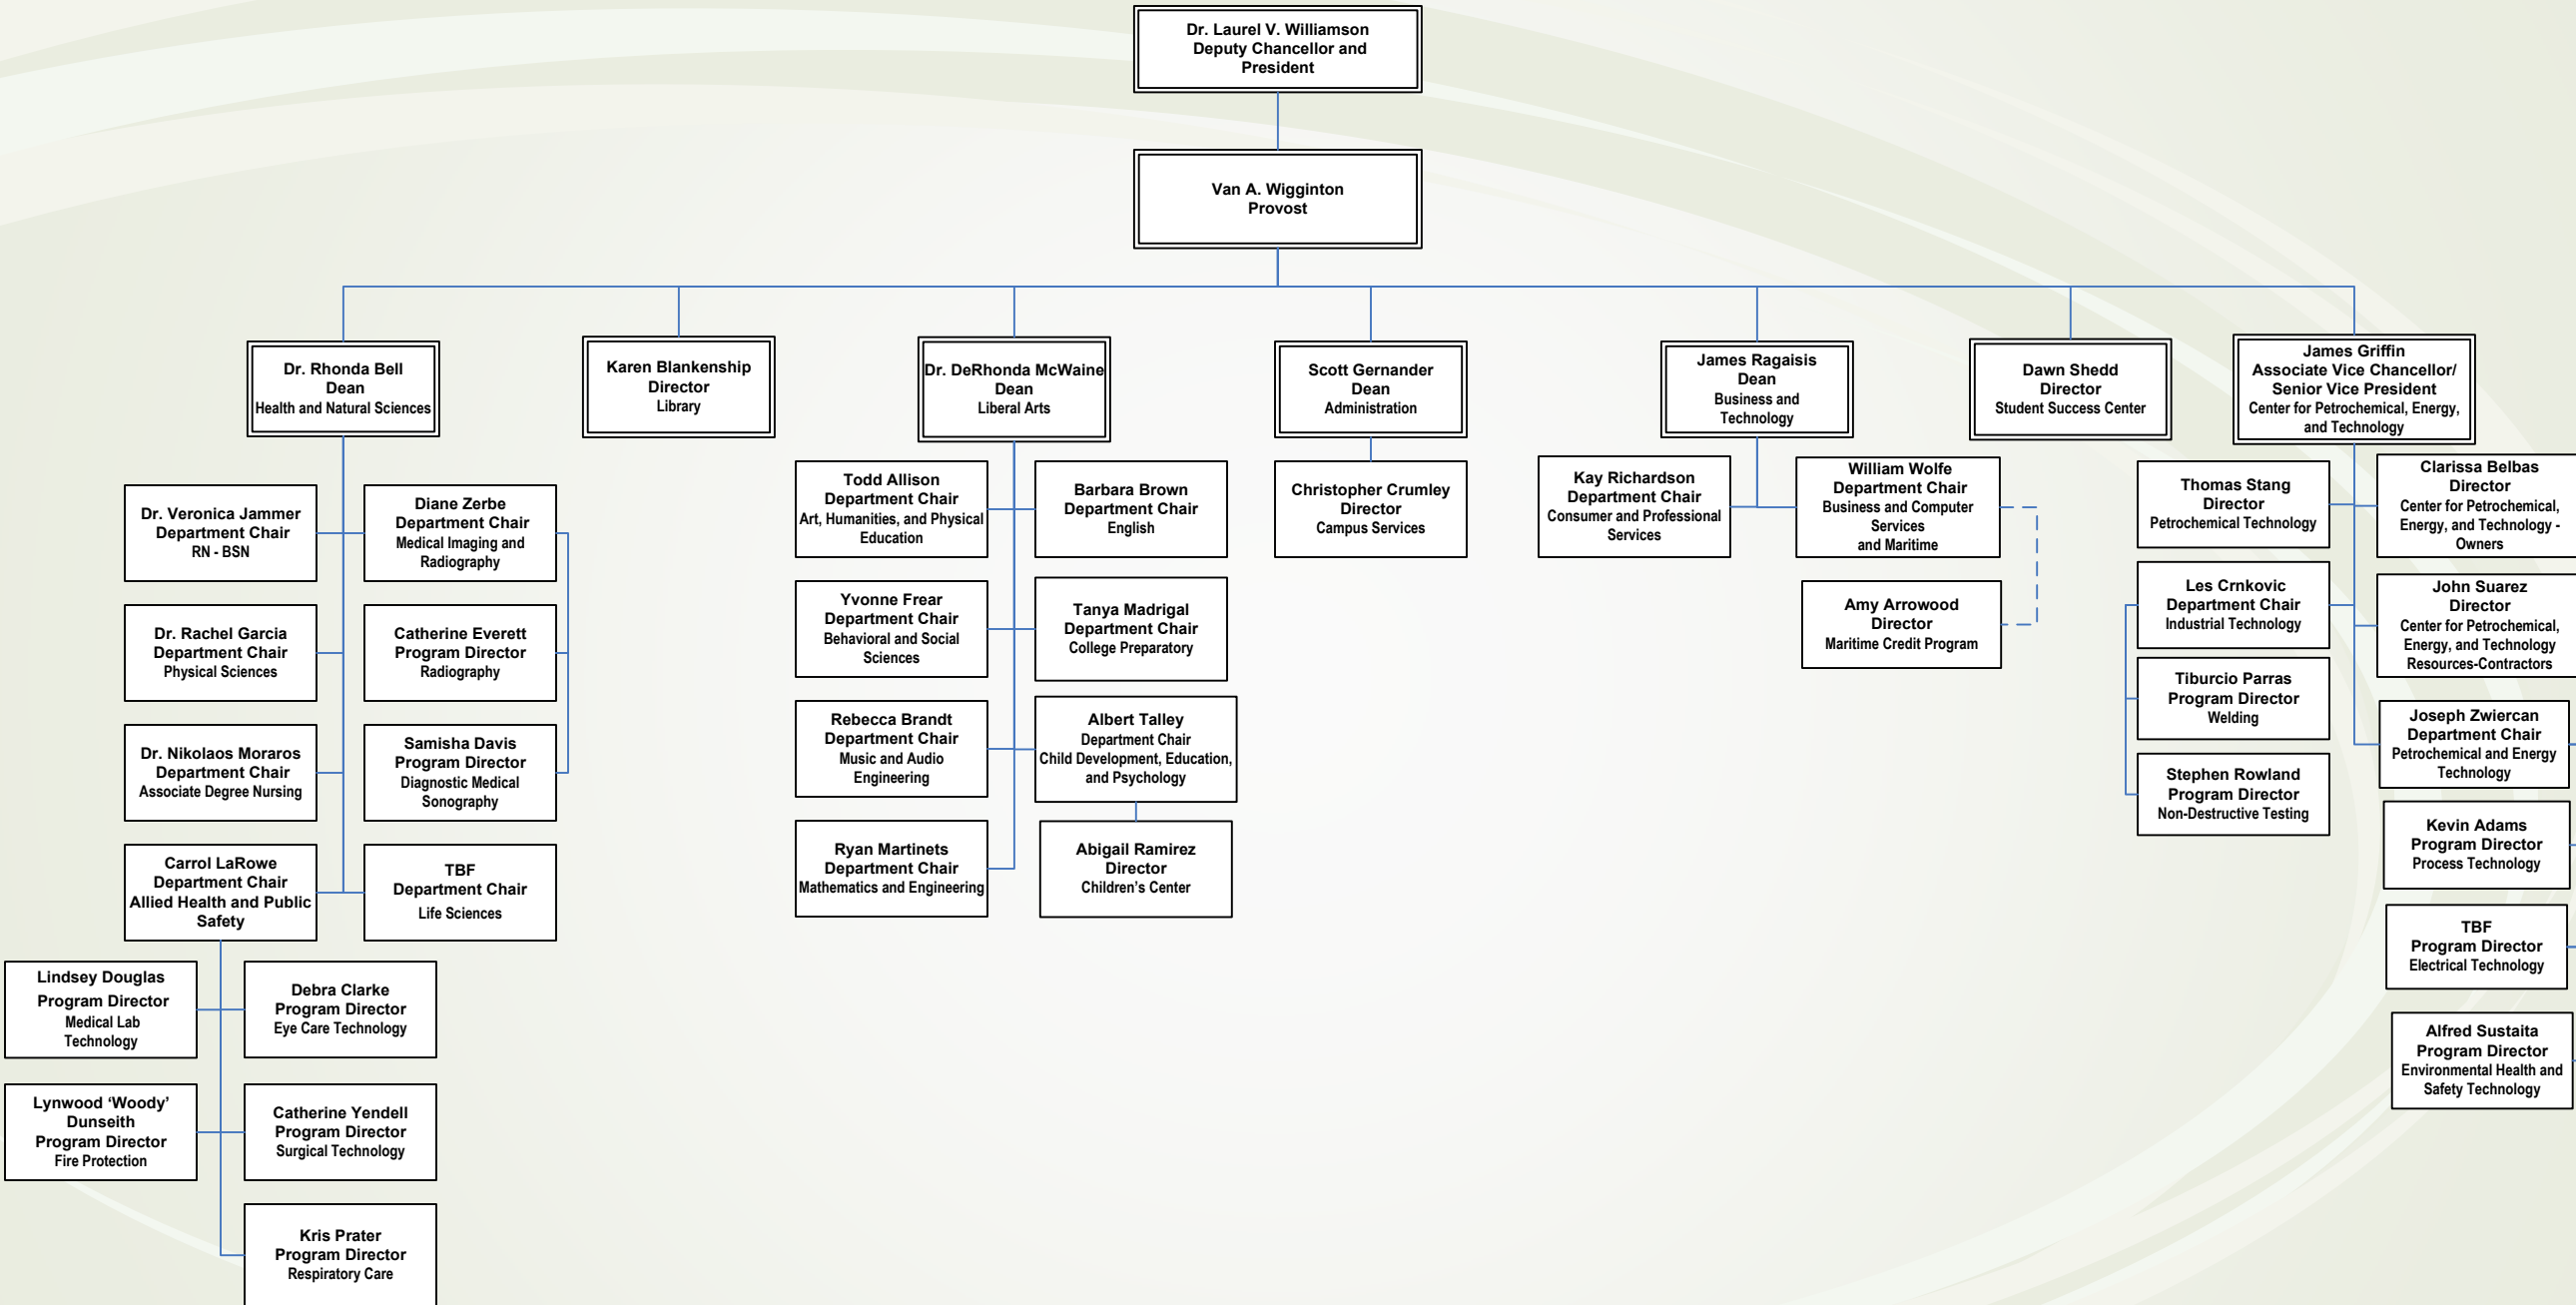 Dr. Laurel V. Williamson
Deputy Chancellor and
President
Van A. Wigginton
Provost
Dr. Rhonda Bell
Dean
Health and Natural Sciences
Karen Blankenship
Director
Library
Dr. DeRhonda McWaine
Dean
Liberal Arts
Scott Gernander
Dean
Administration
James Ragaisis
Dean
Business and
Technology
Dawn Shedd
Director
Student Success Center
James Griffin
Associate Vice Chancellor/
Senior Vice President
Center for Petrochemical, Energy,
and Technology
Dr. Veronica Jammer
Department Chair
RN - BSN
Diane Zerbe
Department Chair
Medical Imaging and
Radiography
Dr. Rachel Garcia
Department Chair
Physical Sciences
Catherine Everett
Program Director
Radiography
Dr. Nikolaos Moraros
Department Chair
Associate Degree Nursing
Samisha Davis
Program Director
Diagnostic Medical
Sonography
Carrol LaRowe
Department Chair
Allied Health and Public
Safety
TBF
Department Chair
Life Sciences
Lindsey Douglas
Program Director
Medical Lab
Technology
Debra Clarke
Program Director
Eye Care Technology
Lynwood ‘Woody’
Dunseith
Program Director
Fire Protection
Catherine Yendell
Program Director
Surgical Technology
Kris Prater
Program Director
Respiratory Care
Todd Allison
Department Chair
Art, Humanities, and Physical
Education
Barbara Brown
Department Chair
English
Yvonne Frear
Department Chair
Behavioral and Social
Sciences
Tanya Madrigal
Department Chair
College Preparatory
Rebecca Brandt
Department Chair
Music and Audio
Engineering
Albert Talley
Department Chair
Child Development, Education,
and Psychology
Ryan Martinets
Department Chair
Mathematics and Engineering
Abigail Ramirez
Director
Children’s Center
Christopher Crumley
Director
Campus Services
Kay Richardson
Department Chair
Consumer and Professional
Services
William Wolfe
Department Chair
Business and Computer
Services
and Maritime
Amy Arrowood
Director
Maritime Credit Program
Thomas Stang
Director
Petrochemical Technology
Clarissa Belbas
Director
Center for Petrochemical,
Energy, and Technology -
Owners
Les Crnkovic
Department Chair
Industrial Technology
John Suarez
Director
Center for Petrochemical,
Energy, and Technology
Resources-Contractors
Tiburcio Parras
Program Director
Welding
Joseph Zwiercan
Department Chair
Petrochemical and Energy
Technology
Stephen Rowland
Program Director
Non-Destructive Testing
Kevin Adams
Program Director
Process Technology
TBF
Program Director
Electrical Technology
Alfred Sustaita
Program Director
Environmental Health and
Safety Technology